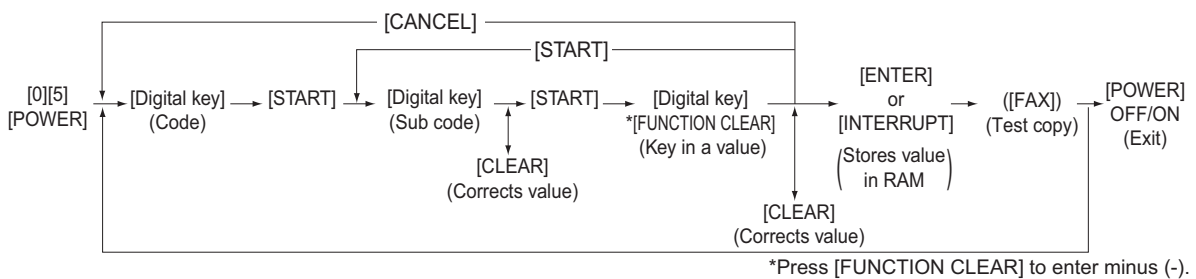 [CANCEL]
[START]
[0][5]
[POWER]
[Digital key]
(Code)
[START]
[Digital key]
(Sub code)
[CLEAR]
(Corrects value)
[START]
[Digital key]
*[FUNCTION CLEAR]
(Key in a value)
[CLEAR]
(Corrects value)
[ENTER]
or
[INTERRUPT]
(Stores value
in RAM)
([FAX])
(Test copy)
[POWER]
OFF/ON
(Exit)
*Press [FUNCTION CLEAR] to enter minus (-).